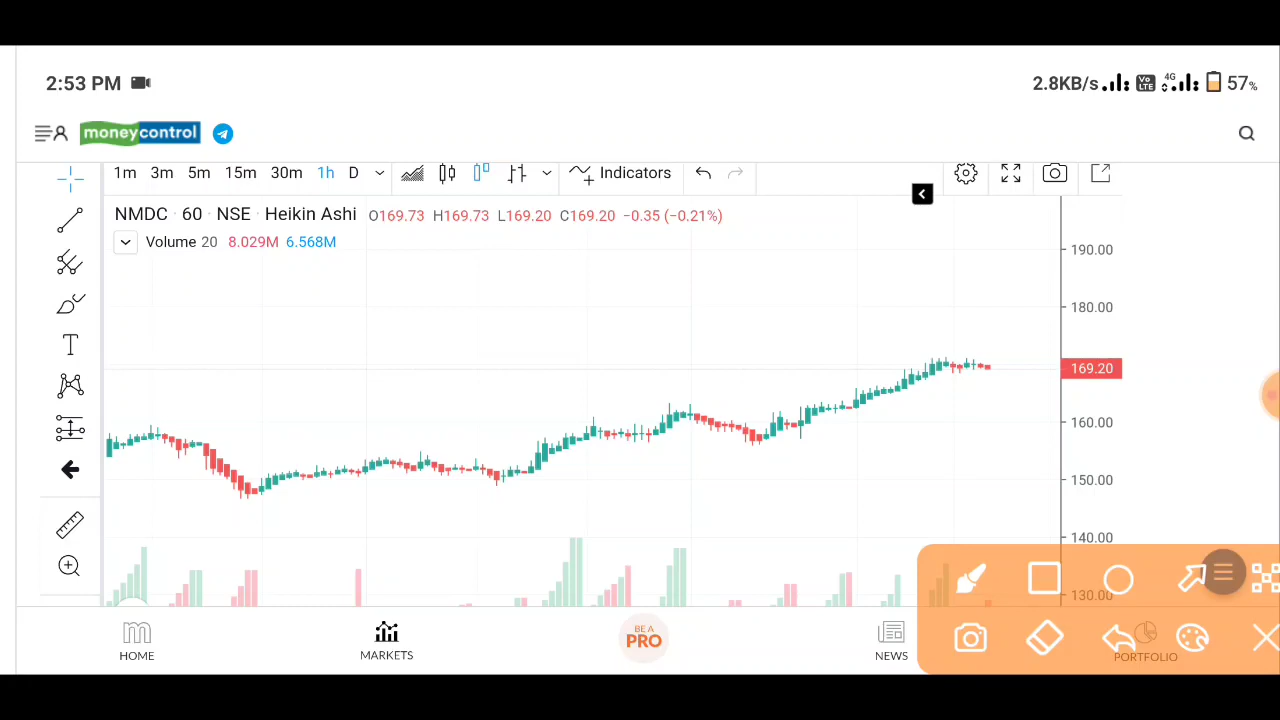 2:53 PM
2.8KB/s Vo LTE 4G 57%
moneycontrol
1m 3m 5m 15m 30m 1h D Indicators
NMDC · 60 · NSE · Heikin Ashi O169.73 H169.73 L169.20 C169.20 −0.35 (−0.21%)
Volume 20 8.029M 6.568M
190.00
180.00
169.20
160.00
150.00
140.00
130.00
HOME
MARKETS
BE A
PRO
NEWS
PORTFOLIO